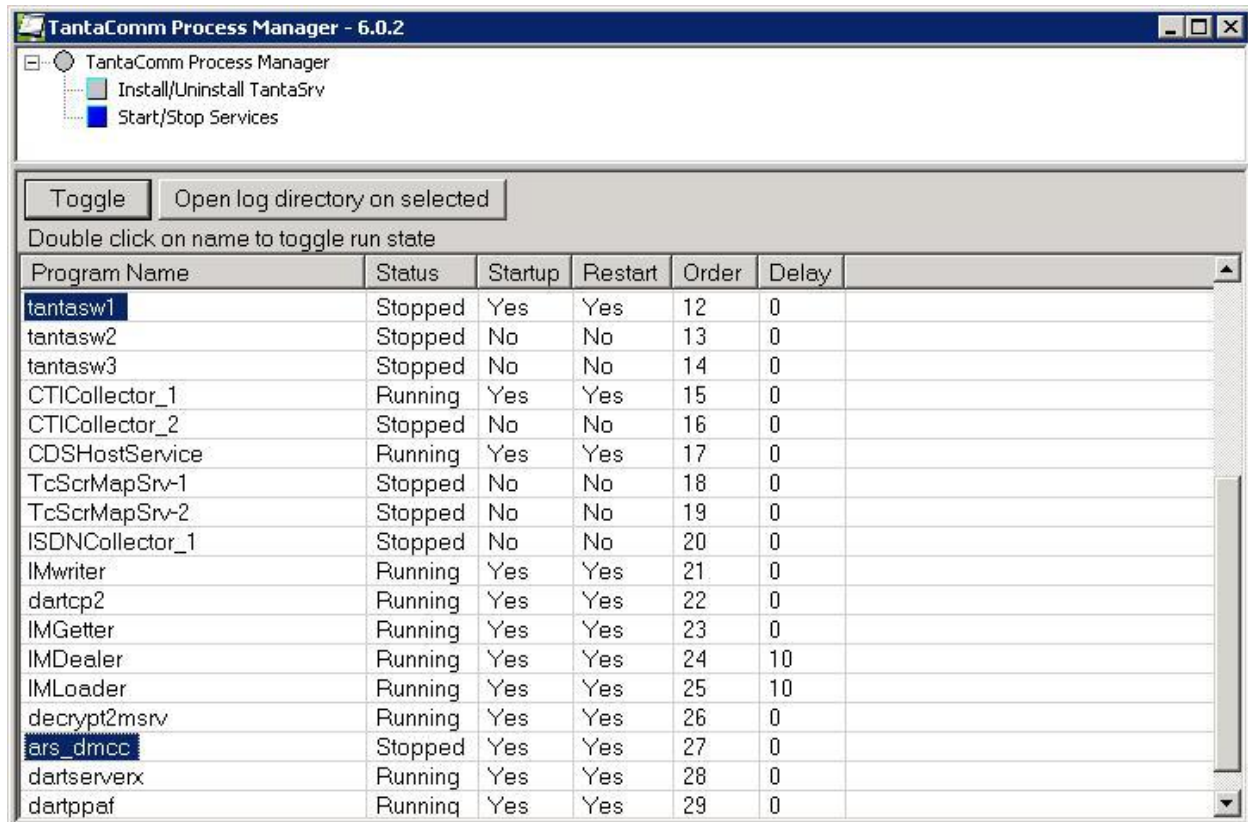 TantaComm Process Manager - 6.0.2
TantaComm Process Manager
Install/Uninstall TantaSrv
Start/Stop Services
Toggle Open log directory on selected
Double click on name to toggle run state
Program Name Status Startup Restart Order Delay
tantasw1 Stopped Yes Yes 12 0
tantasw2 Stopped No No 13 0
tantasw3 Stopped No No 14 0
CTICollector_1 Running Yes Yes 15 0
CTICollector_2 Stopped No No 16 0
CDSHostService Running Yes Yes 17 0
TcScrMapSrv-1 Stopped No No 18 0
TcScrMapSrv-2 Stopped No No 19 0
ISDNCollector_1 Stopped No No 20 0
IMwriter Running Yes Yes 21 0
dartcp2 Running Yes Yes 22 0
IMGetter Running Yes Yes 23 0
IMDealer Running Yes Yes 24 10
IMLoader Running Yes Yes 25 10
decrypt2msrv Running Yes Yes 26 0
ars_dmcc Stopped Yes Yes 27 0
dartserverx Running Yes Yes 28 0
dartppaf Running Yes Yes 29 0